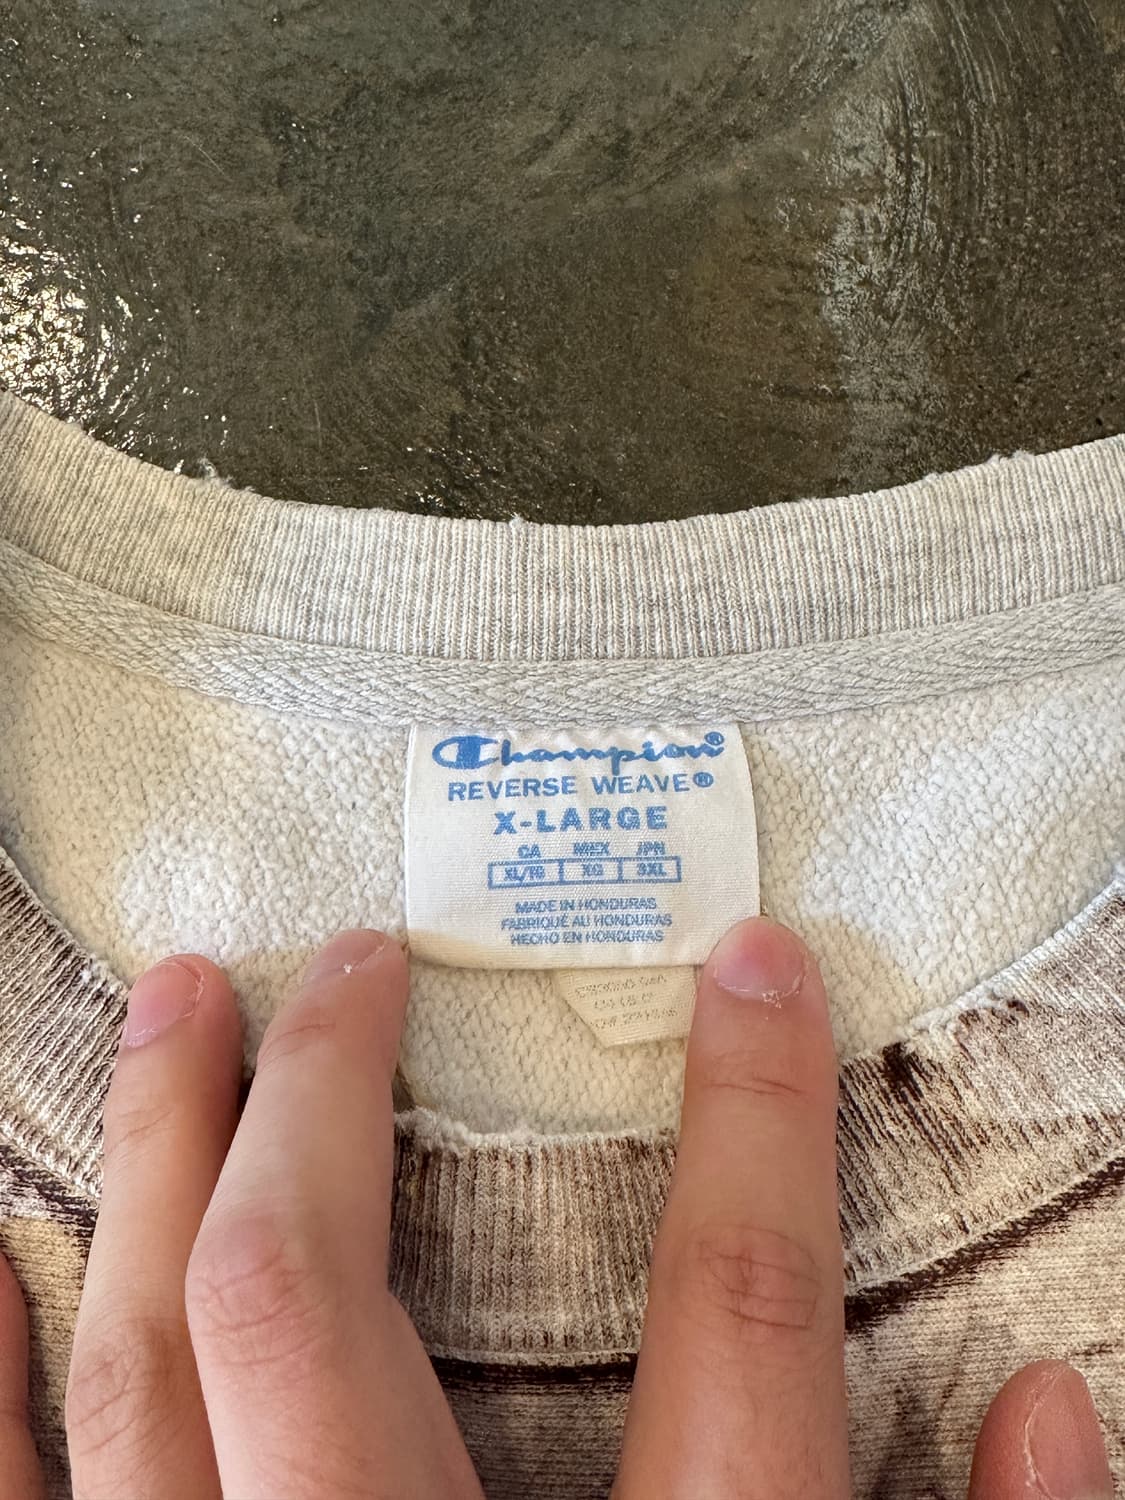 Champion®
REVERSE WEAVE®
X-LARGE
CA MEX JPN
XL/TG XG 3XL
MADE IN HONDURAS
FABRIQUÉ AU HONDURAS
HECHO EN HONDURAS